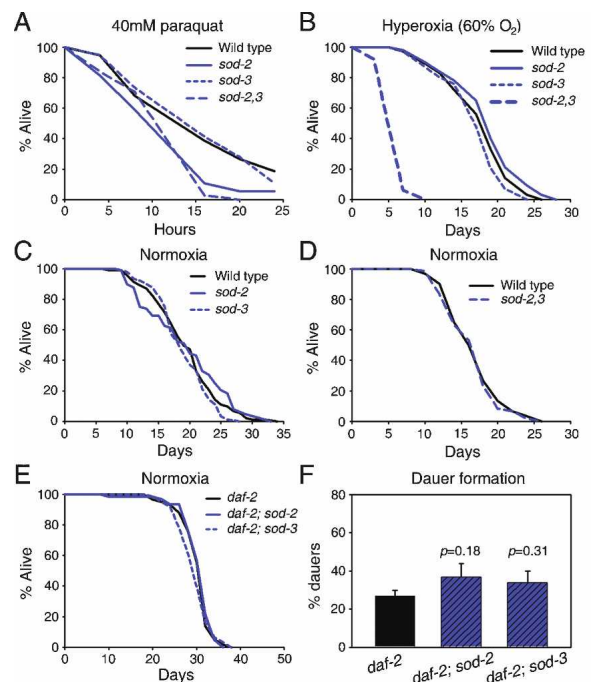 A 40mM paraquat
100
80
60
40
20
0
% Alive
Wild type
sod-2
sod-3
sod-2,3
0 5 10 15 20 25
Hours
B Hyperoxia (60% O₂)
100
80
60
40
20
0
% Alive
Wild type
sod-2
sod-3
sod-2,3
0 5 10 15 20 25 30
Days
C Normoxia
100
80
60
40
20
0
% Alive
Wild type
sod-2
sod-3
0 5 10 15 20 25 30 35
Days
D Normoxia
100
80
60
40
20
0
% Alive
Wild type
sod-2,3
0 5 10 15 20 25 30
Days
E Normoxia
100
80
60
40
20
0
% Alive
daf-2
daf-2; sod-2
daf-2; sod-3
0 10 20 30 40 50
Days
F Dauer formation
80
60
40
20
0
% dauers
p=0.18
p=0.31
daf-2
daf-2; sod-2
daf-2; sod-3